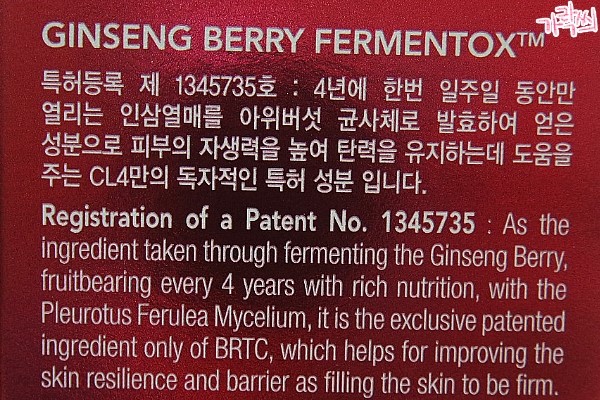 가락씨
GINSENG BERRY FERMENTOX™
특허등록 제 1345735호 : 4년에 한번 일주일 동안만
열리는 인삼열매를 아위버섯 균사체로 발효하여 얻은
성분으로 피부의 자생력을 높여 탄력을 유지하는데 도움을
주는 CL4만의 독자적인 특허 성분 입니다.
Registration of a Patent No. 1345735 : As the
ingredient taken through fermenting the Ginseng Berry,
fruitbearing every 4 years with rich nutrition, with the
Pleurotus Ferulea Mycelium, it is the exclusive patented
ingredient only of BRTC, which helps for improving the
skin resilience and barrier as filling the skin to be firm.